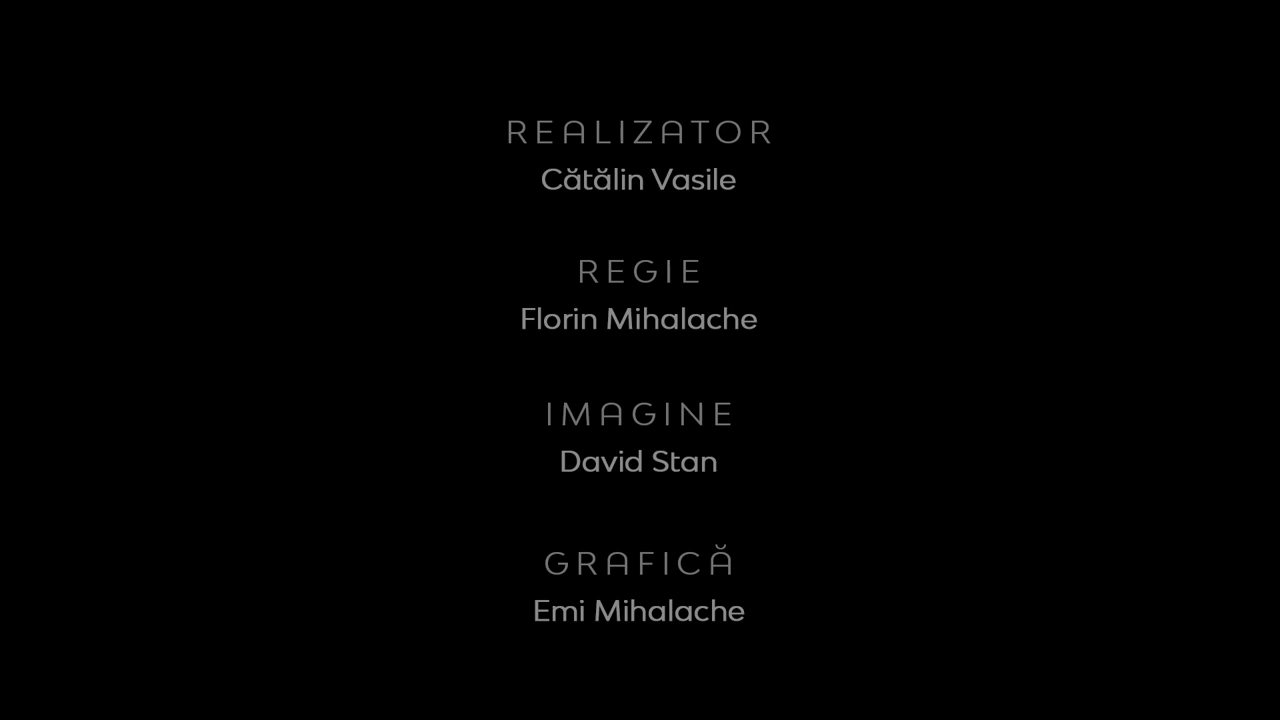 REALIZATOR
Cătălin Vasile
REGIE
Florin Mihalache
IMAGINE
David Stan
GRAFICĂ
Emi Mihalache